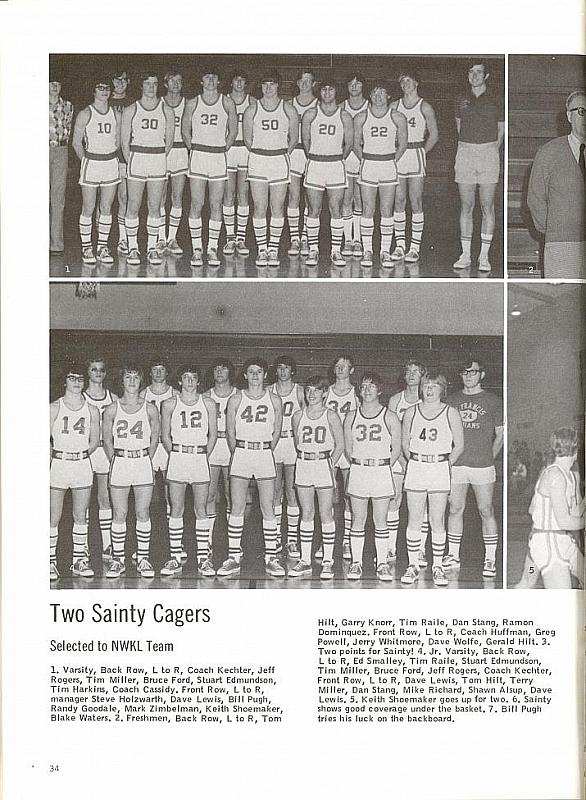 10
30
32
50
20
22
4
1
2
14
24
12
42
20
32
43
34
FRANCIS
24
IANS
5
Two Sainty Cagers
Selected to NWKL Team
1. Varsity, Back Row, L to R, Coach Kechter, Jeff
Rogers, Tim Miller, Bruce Ford, Stuart Edmundson,
Tim Harkins, Coach Cassidy. Front Row, L to R,
manager Steve Holzwarth, Dave Lewis, Bill Pugh,
Randy Goodale, Mark Zimbelman, Keith Shoemaker,
Blake Waters. 2. Freshmen, Back Row, L to R, Tom
Hilt, Garry Knorr, Tim Raile, Dan Stang, Ramon
Dominquez. Front Row, L to R, Coach Huffman, Greg
Powell, Jerry Whitmore, Dave Wolfe, Gerald Hilt. 3.
Two points for Sainty! 4. Jr. Varsity, Back Row,
L to R, Ed Smalley, Tim Raile, Stuart Edmundson,
Tim Miller, Bruce Ford, Jeff Rogers, Coach Kechter,
Front Row, L to R, Dave Lewis, Tom Hilt, Terry
Miller, Dan Stang, Mike Richard, Shawn Alsup, Dave
Lewis. 5. Keith Shoemaker goes up for two. 6. Sainty
shows good coverage under the basket. 7. Bill Pugh
tries his luck on the backboard.
34